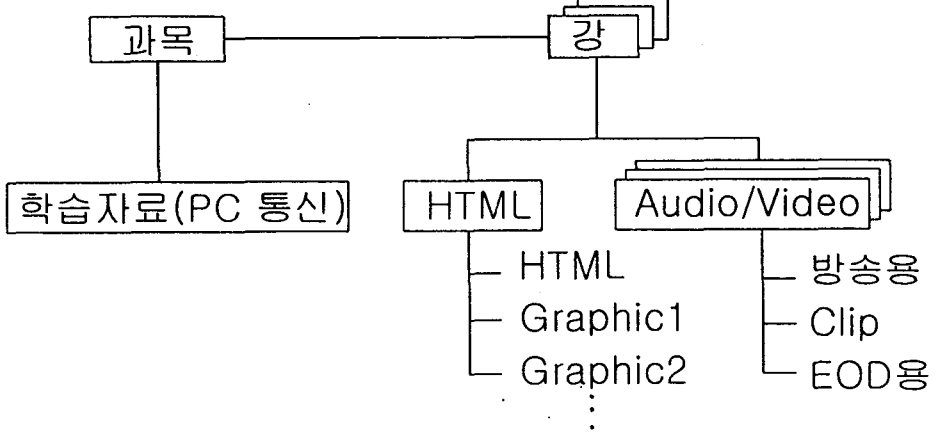 과목
강
학습자료(PC 통신)
HTML
Audio/Video
HTML
Graphic1
Graphic2
방송용
Clip
EOD용